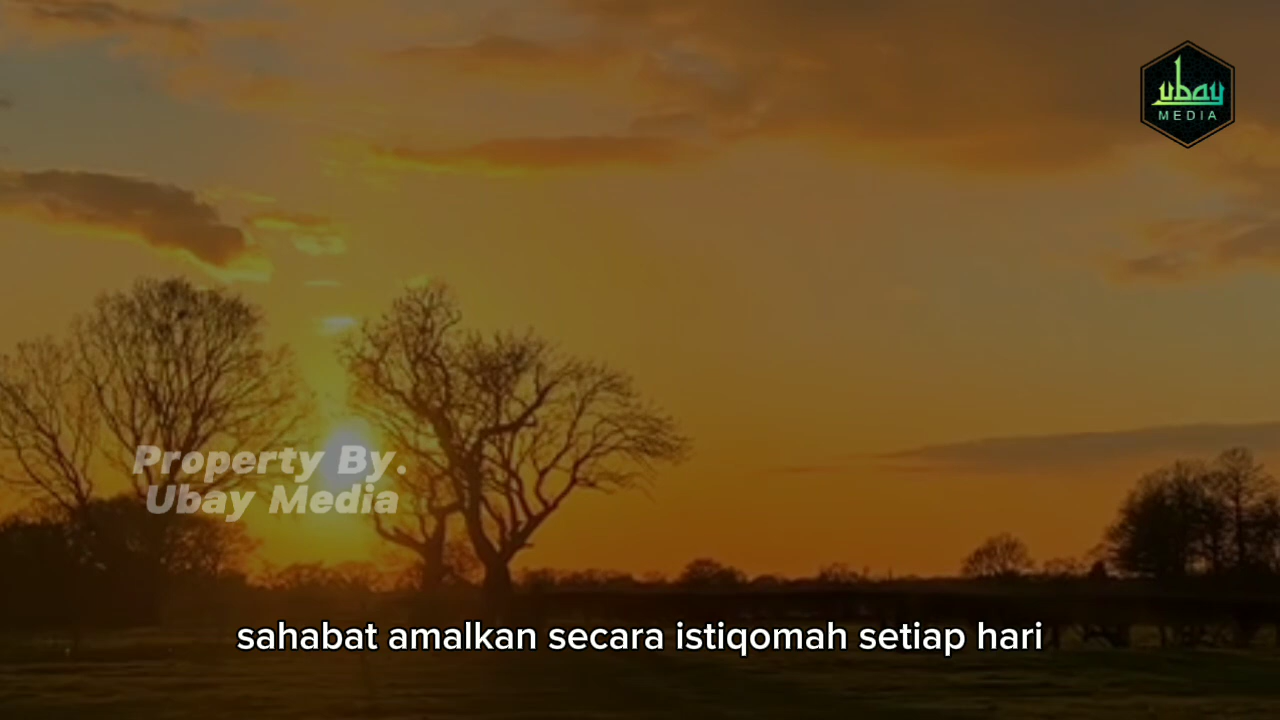 ubay
MEDIA
Property By.
Ubay Media
sahabat amalkan secara istiqomah setiap hari